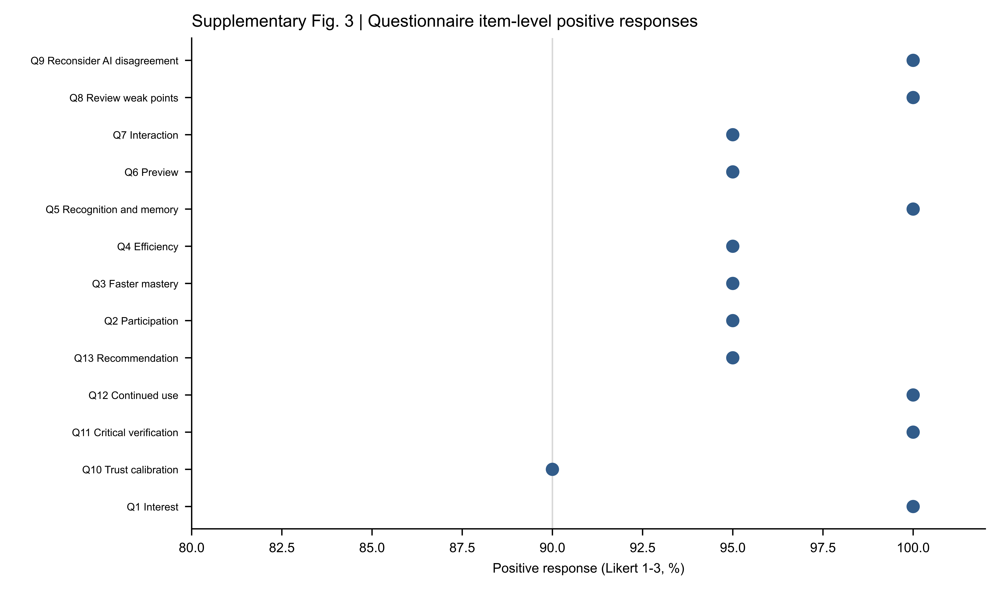 Supplementary Fig. 3 | Questionnaire item-level positive responses
Q9 Reconsider AI disagreement
Q8 Review weak points
Q7 Interaction
Q6 Preview
Q5 Recognition and memory
Q4 Efficiency
Q3 Faster mastery
Q2 Participation
Q13 Recommendation
Q12 Continued use
Q11 Critical verification
Q10 Trust calibration
Q1 Interest
80.0 82.5 85.0 87.5 90.0 92.5 95.0 97.5 100.0
Positive response (Likert 1-3, %)